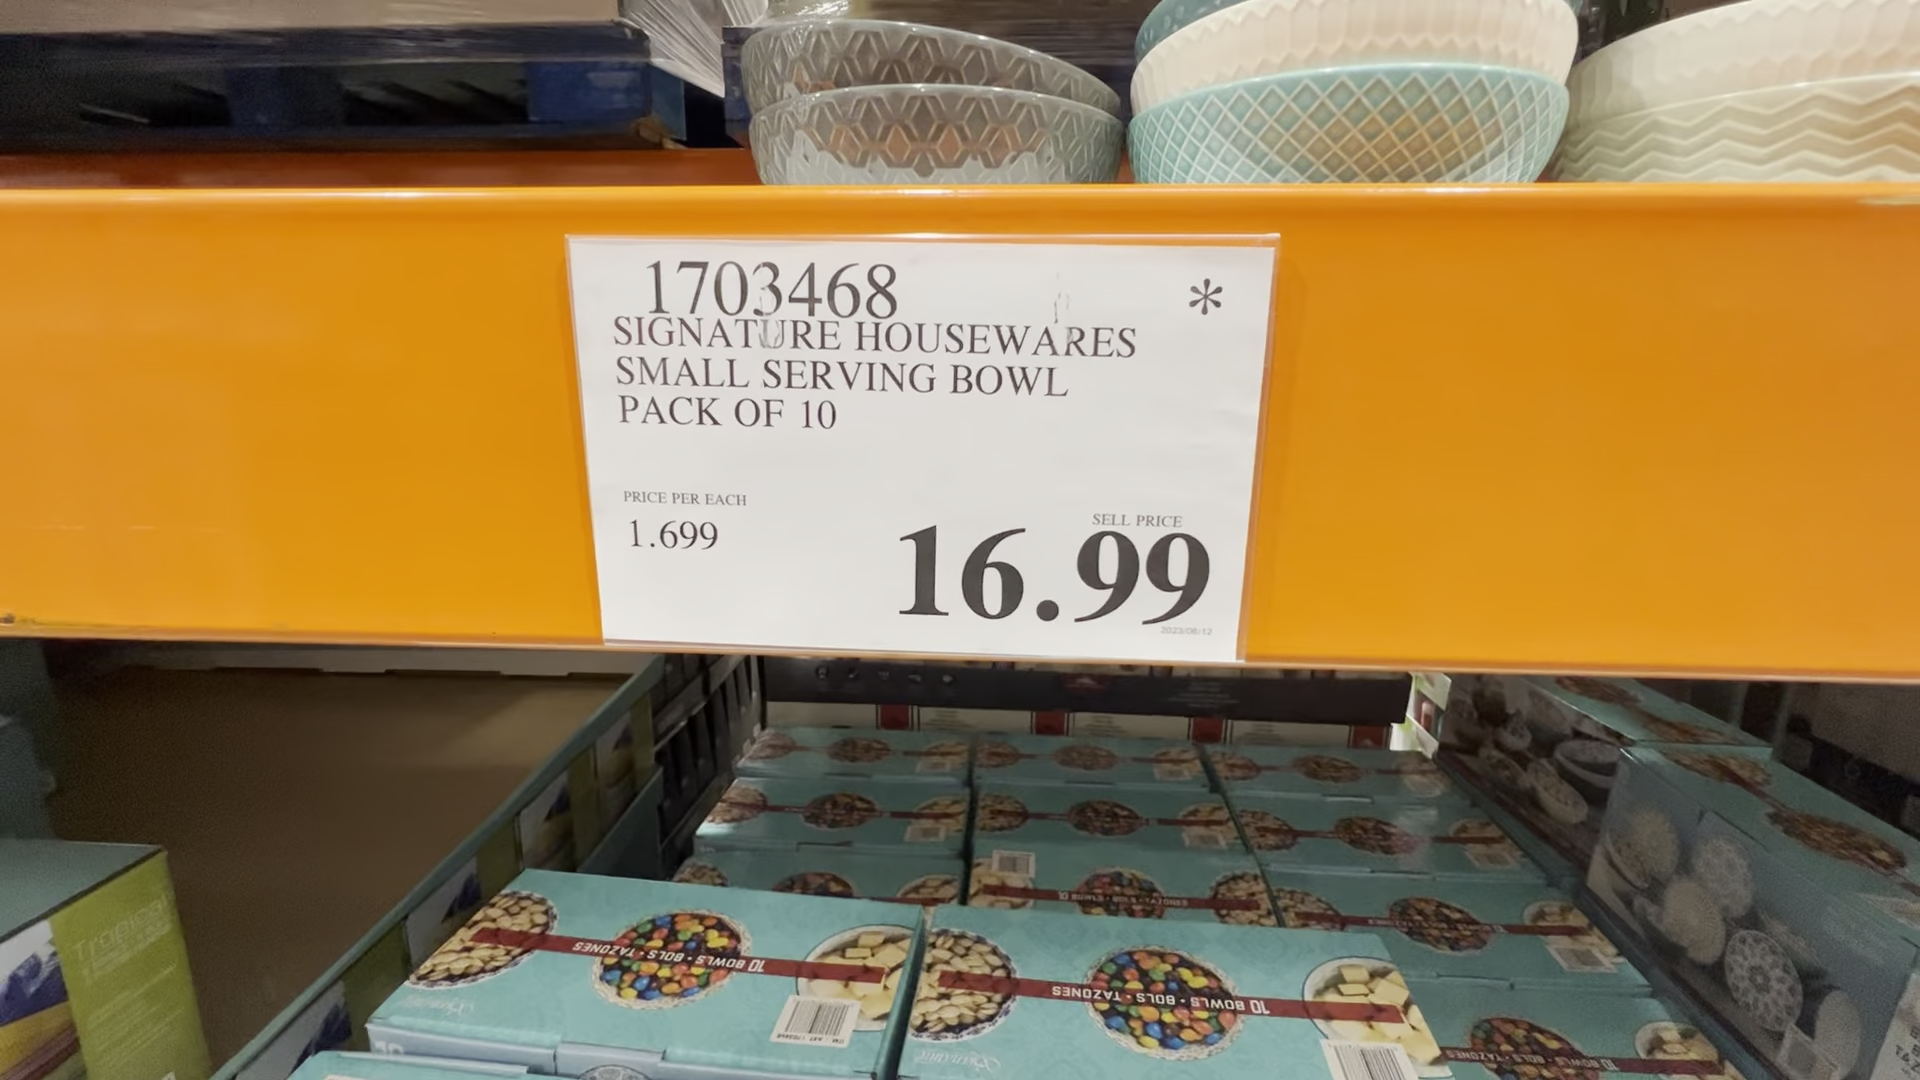 1703468
*
SIGNATURE HOUSEWARES
SMALL SERVING BOWL
PACK OF 10
PRICE PER EACH
1.699
SELL PRICE
16.99
2023/08/12
Tropical
10 BOWLS • BOLS • TAZONES
10 BOWLS • BOLS • TAZONES